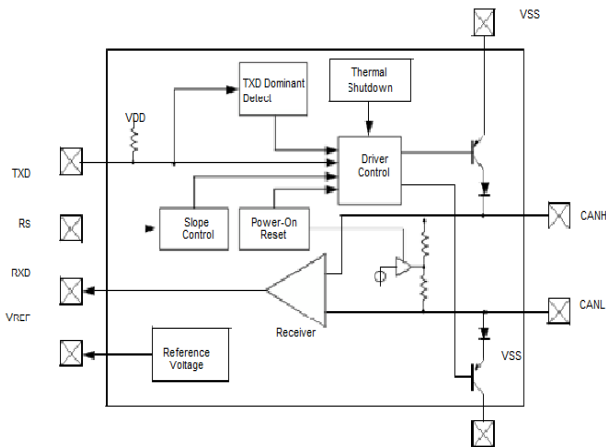 VSS
TXD Dominant
Detect
Thermal
Shutdown
VDD
Driver
Control
TXD
Rs
Slope
Control
Power-On
Reset
CANH
RXD
VREF
Receiver
CANL
Reference
Voltage
VSS